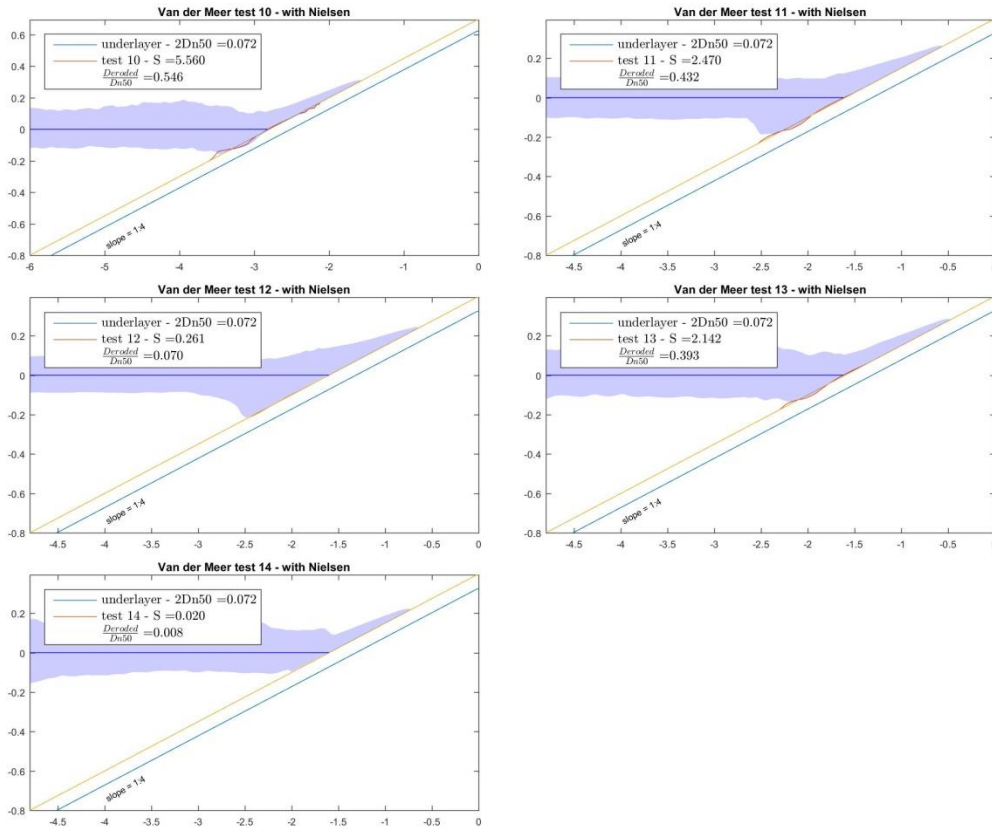 Van der Meer test 10 - with Nielsen
underlayer - 2Dn50 =0.072
test 10 - S =5.560
Deroded/Dn50 =0.546
0.6
0.4
0.2
0
-0.2
-0.4
-0.6
-0.8
slope = 1:4
-6 -5 -4 -3 -2 -1 0
Van der Meer test 11 - with Nielsen
underlayer - 2Dn50 =0.072
test 11 - S =2.470
Deroded/Dn50 =0.432
0.2
0
-0.2
-0.4
-0.6
-0.8
slope = 1:4
-4.5 -4 -3.5 -3 -2.5 -2 -1.5 -1 -0.5 0
Van der Meer test 12 - with Nielsen
underlayer - 2Dn50 =0.072
test 12 - S =0.261
Deroded/Dn50 =0.070
0.2
0
-0.2
-0.4
-0.6
-0.8
slope = 1:4
-4.5 -4 -3.5 -3 -2.5 -2 -1.5 -1 -0.5 0
Van der Meer test 13 - with Nielsen
underlayer - 2Dn50 =0.072
test 13 - S =2.142
Deroded/Dn50 =0.393
0.2
0
-0.2
-0.4
-0.6
-0.8
slope = 1:4
-4.5 -4 -3.5 -3 -2.5 -2 -1.5 -1 -0.5 0
Van der Meer test 14 - with Nielsen
underlayer - 2Dn50 =0.072
test 14 - S =0.020
Deroded/Dn50 =0.008
0.2
0
-0.2
-0.4
-0.6
-0.8
slope = 1:4
-4.5 -4 -3.5 -3 -2.5 -2 -1.5 -1 -0.5 0